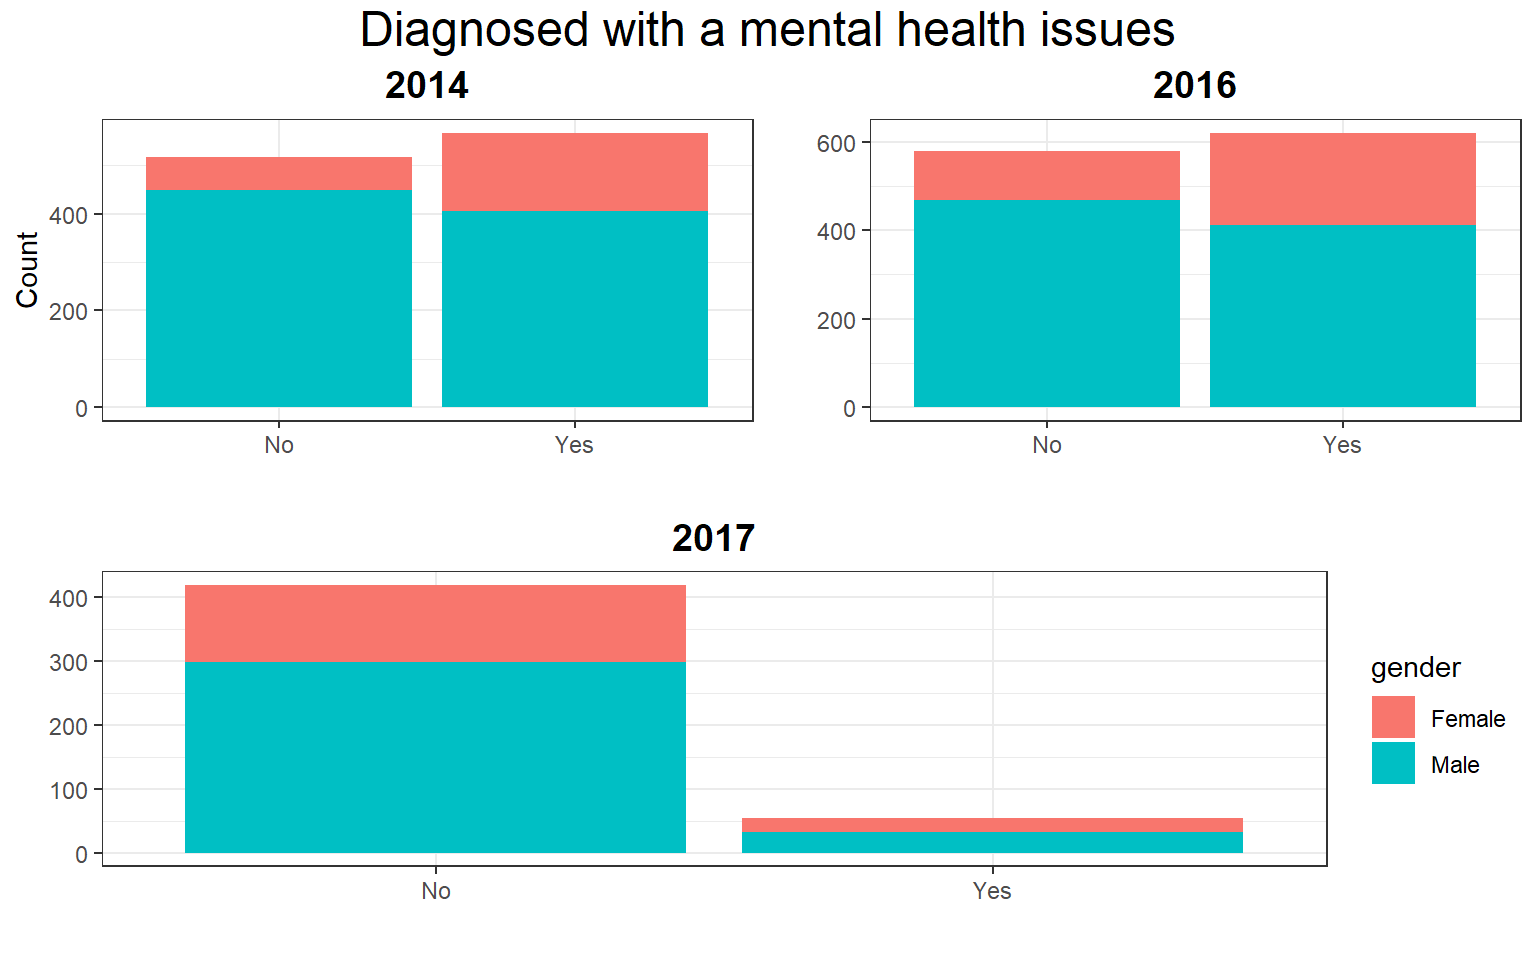 Diagnosed with a mental health issues
2014
Count
400
200
0
No Yes
2016
600
400
200
0
No Yes
2017
400
300
200
100
0
No Yes
gender
Female
Male